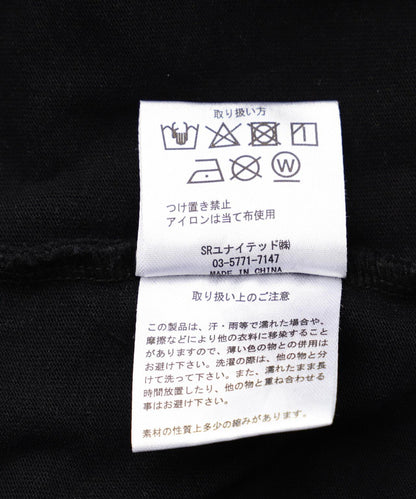 取り扱い方
W
つけ置き禁止
アイロンは当て布使用
SRユナイテッド㈱
03-5771-7147
MADE IN CHINA
取り扱い上のご注意
この製品は、汗・雨等で濡れた場合や、
摩擦などにより他の衣料に移染すること
がありますので、薄い色の物との併用は
お避け下さい。洗濯の際は、他の物と分
けて洗って下さい。また、濡れたまま長
時間放置したり、他の物と重ね合わせる
事はお避け下さい。
素材の性質上多少の縮みが有ります。